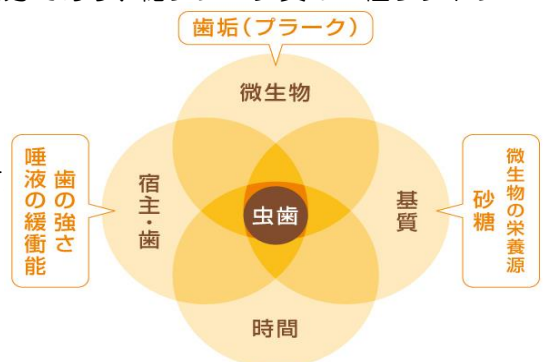 歯垢(プラーク)
微生物
歯の強さ
唾液の緩衝能
宿主・歯
虫歯
基質
微生物の栄養源
砂糖
時間